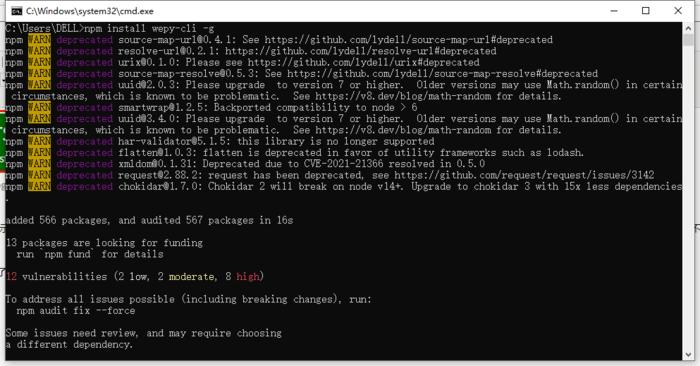 C:\Windows\system32\cmd.exe
C:\Users\DELL>npm install wepy-cli -g
npm WARN deprecated source-map-url@0.4.1: See https://github.com/lydell/source-map-url#deprecated
npm WARN deprecated resolve-url@0.2.1: https://github.com/lydell/resolve-url#deprecated
npm WARN deprecated urix@0.1.0: Please see https://github.com/lydell/urix#deprecated
npm WARN deprecated source-map-resolve@0.5.3: See https://github.com/lydell/source-map-resolve#deprecated
npm WARN deprecated uuid@2.0.3: Please upgrade  to version 7 or higher.  Older versions may use Math.random() in certain
circumstances, which is known to be problematic.  See https://v8.dev/blog/math-random for details.
npm WARN deprecated smartwrap@1.2.5: Backported compatibility to node > 6
npm WARN deprecated uuid@3.4.0: Please upgrade  to version 7 or higher.  Older versions may use Math.random() in certain
circumstances, which is known to be problematic.  See https://v8.dev/blog/math-random for details.
npm WARN deprecated har-validator@5.1.5: this library is no longer supported
npm WARN deprecated flatten@1.0.3: flatten is deprecated in favor of utility frameworks such as lodash.
npm WARN deprecated xmldom@0.1.31: Deprecated due to CVE-2021-21366 resolved in 0.5.0
npm WARN deprecated request@2.88.2: request has been deprecated, see https://github.com/request/request/issues/3142
npm WARN deprecated chokidar@1.7.0: Chokidar 2 will break on node v14+. Upgrade to chokidar 3 with 15x less dependencies
.
added 566 packages, and audited 567 packages in 16s
13 packages are looking for funding
run `npm fund` for details
12 vulnerabilities (2 low, 2 moderate, 8 high)
To address all issues possible (including breaking changes), run:
npm audit fix --force
Some issues need review, and may require choosing
a different dependency.